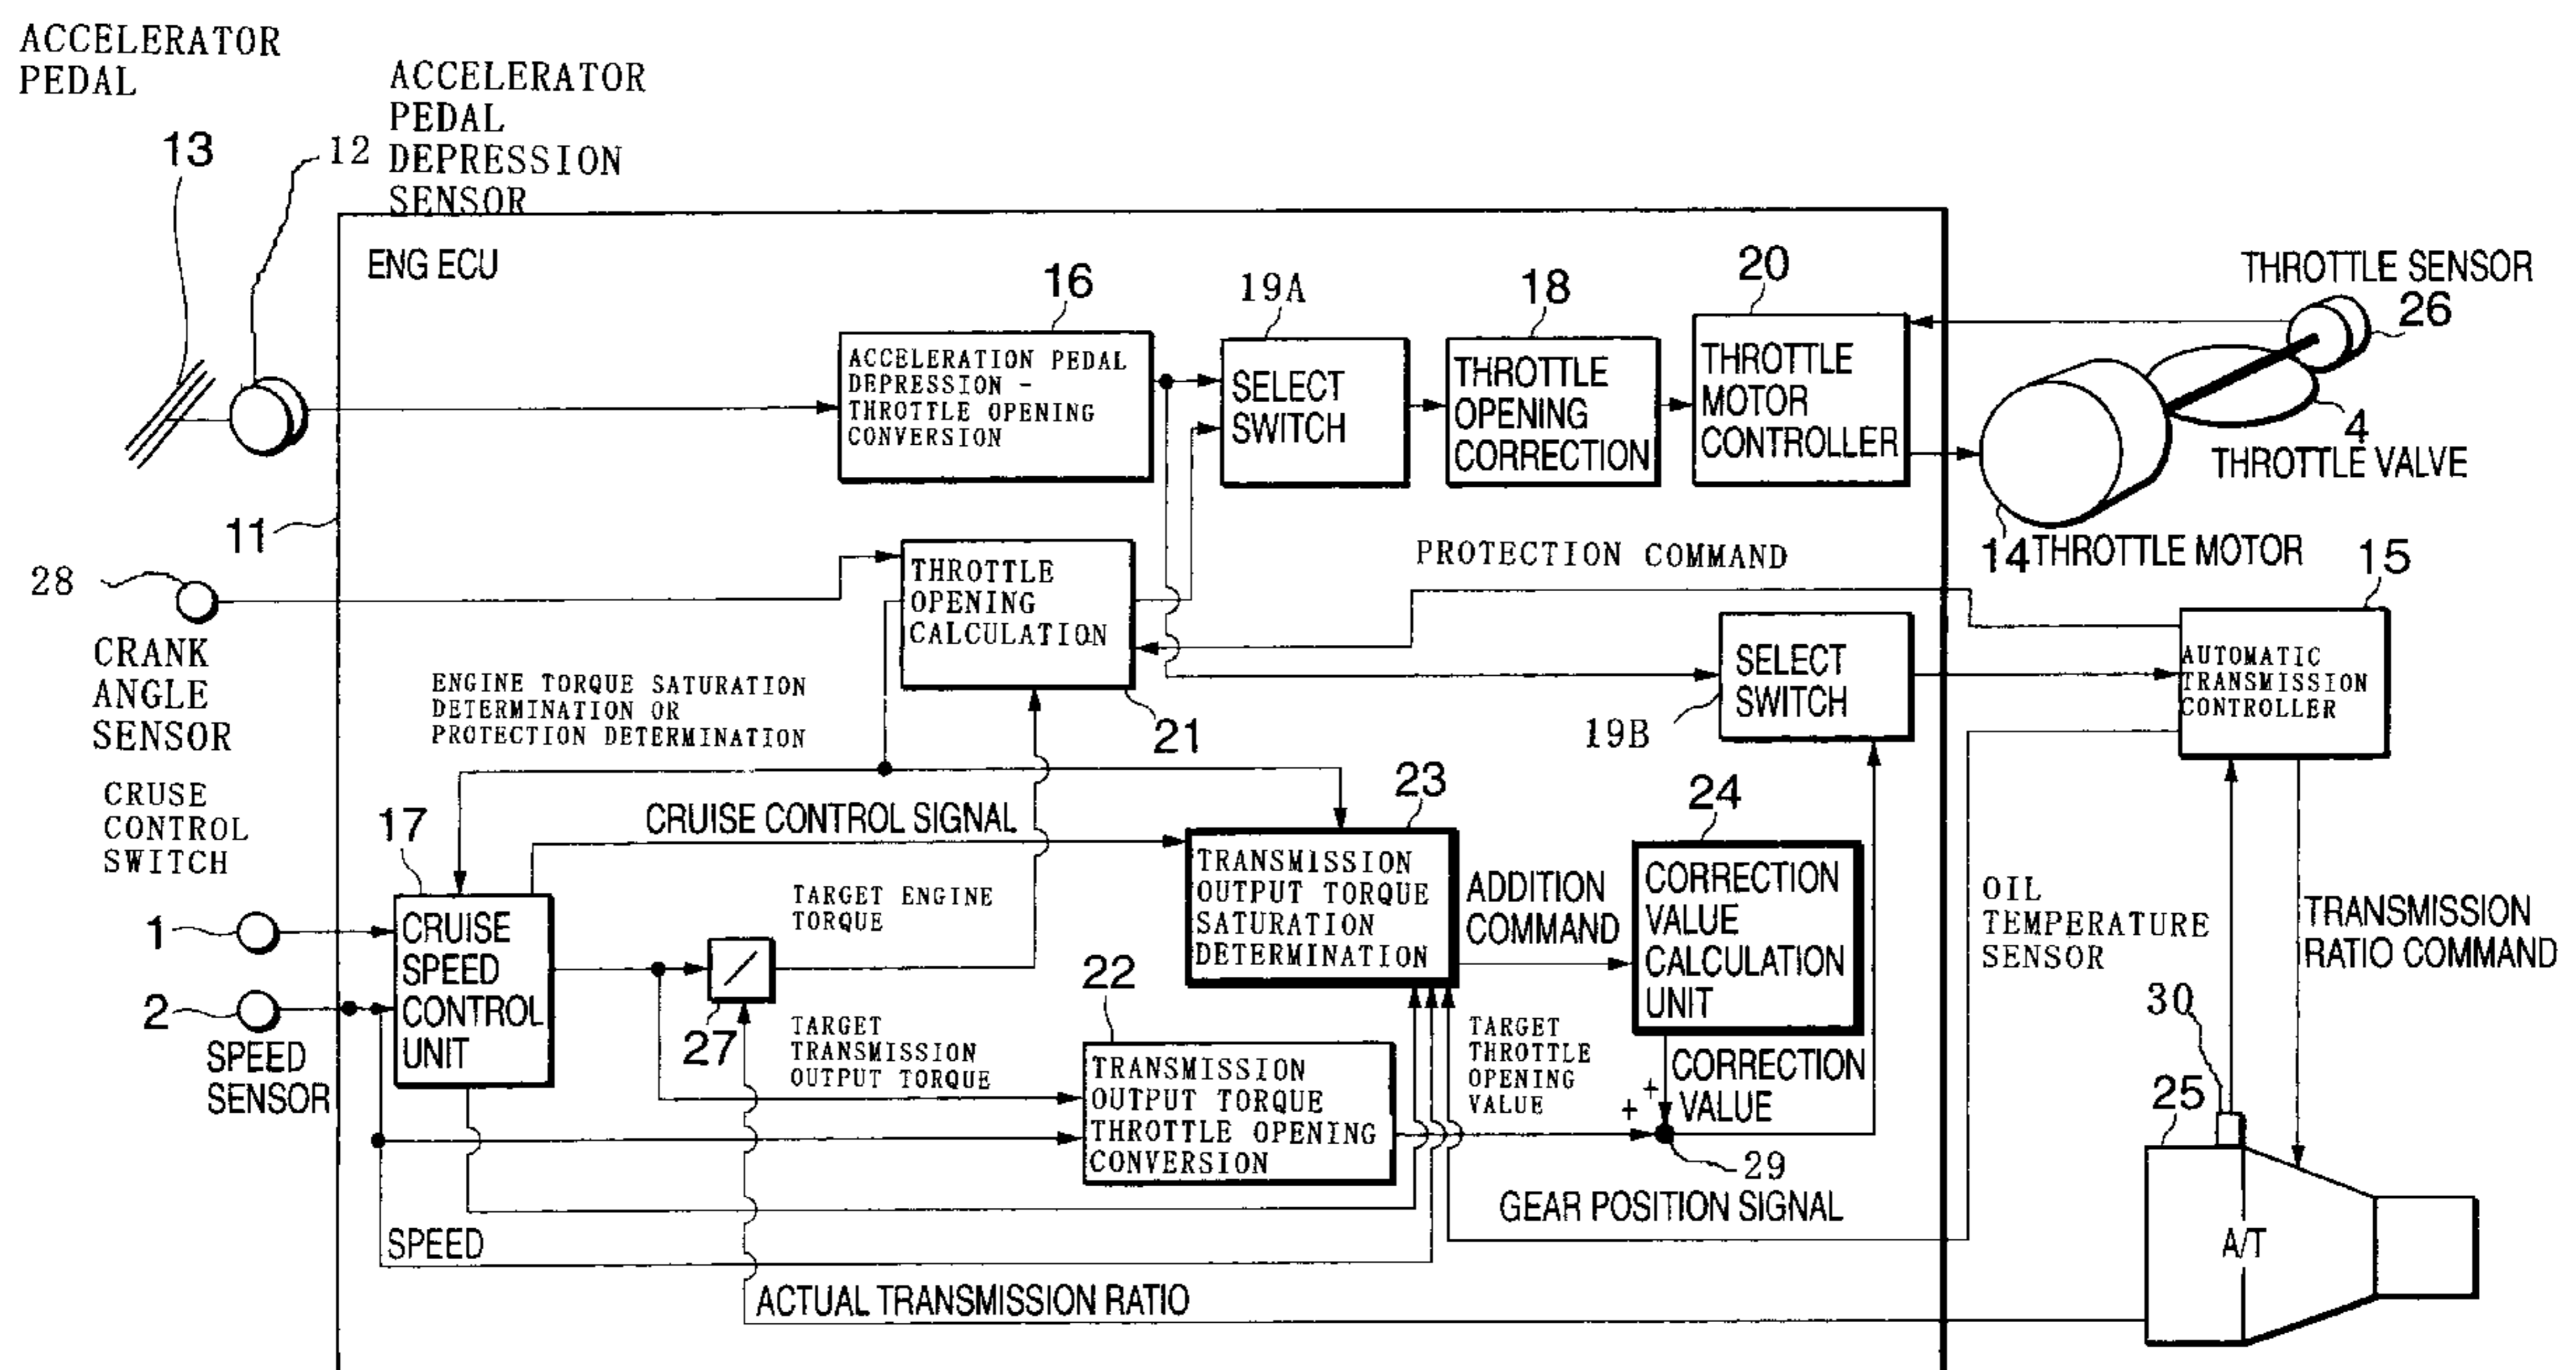 ACCELERATOR
PEDAL
13
12
ACCELERATOR
PEDAL
DEPRESSION
SENSOR
ENG ECU
11
16
ACCELERATION PEDAL
DEPRESSION -
THROTTLE OPENING
CONVERSION
19A
SELECT
SWITCH
18
THROTTLE
OPENING
CORRECTION
20
THROTTLE
MOTOR
CONTROLLER
THROTTLE SENSOR
26
4
THROTTLE VALVE
14 THROTTLE MOTOR
15
28
CRANK
ANGLE
SENSOR
THROTTLE
OPENING
CALCULATION
21
PROTECTION COMMAND
SELECT
SWITCH
19B
AUTOMATIC
TRANSMISSION
CONTROLLER
ENGINE TORQUE SATURATION
DETERMINATION OR
PROTECTION DETERMINATION
CRUSE
CONTROL
SWITCH
17
CRUISE CONTROL SIGNAL
23
24
1
2
SPEED
SENSOR
CRUISE
SPEED
CONTROL
UNIT
TARGET ENGINE
TORQUE
27
TARGET
TRANSMISSION
OUTPUT TORQUE
TRANSMISSION
OUTPUT TORQUE
SATURATION
DETERMINATION
ADDITION
COMMAND
CORRECTION
VALUE
CALCULATION
UNIT
OIL
TEMPERATURE
SENSOR
TRANSMISSION
RATIO COMMAND
22
TRANSMISSION
OUTPUT TORQUE
THROTTLE OPENING
CONVERSION
TARGET
THROTTLE
OPENING
VALUE
+
+
CORRECTION
VALUE
29
30
25
GEAR POSITION SIGNAL
SPEED
A/T
ACTUAL TRANSMISSION RATIO